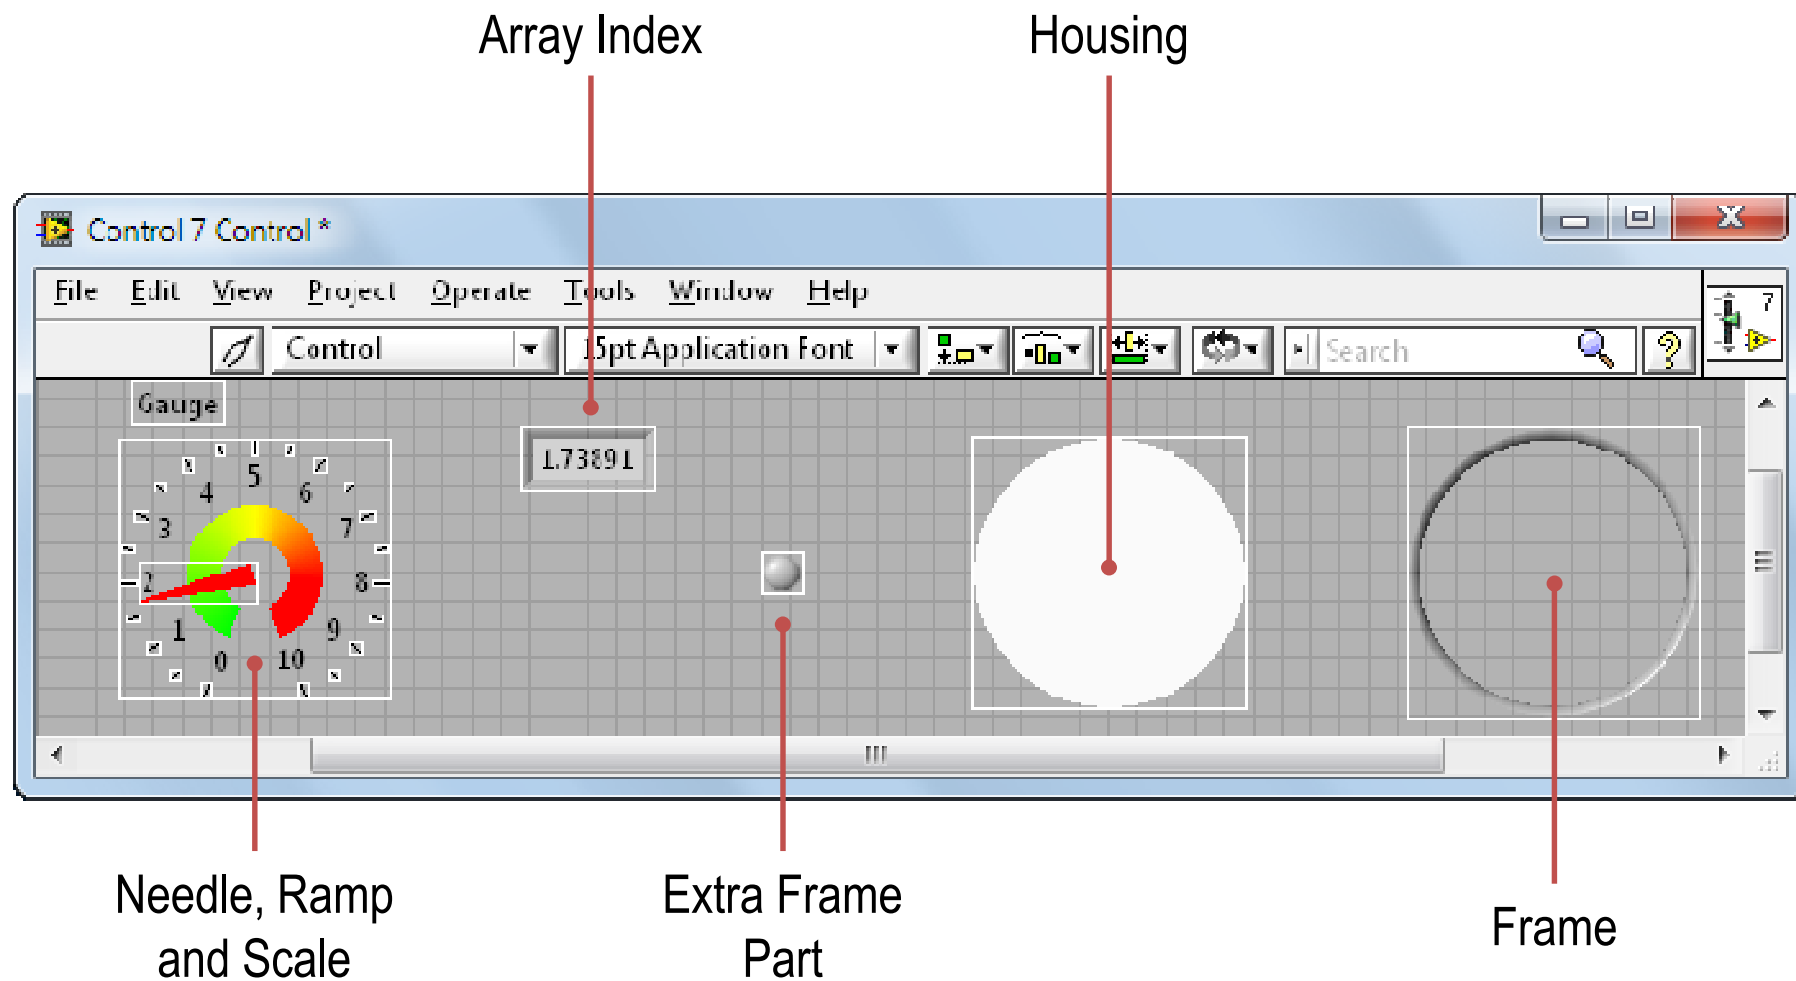 Array Index
Housing
Control 7 Control *
File Edit View Project Operate Tools Window Help
7
Control
15pt Application Font
Search
?
Gauge
1.73891
0
1
2
3
4
5
6
7
8
9
10
Needle, Ramp
and Scale
Extra Frame
Part
Frame